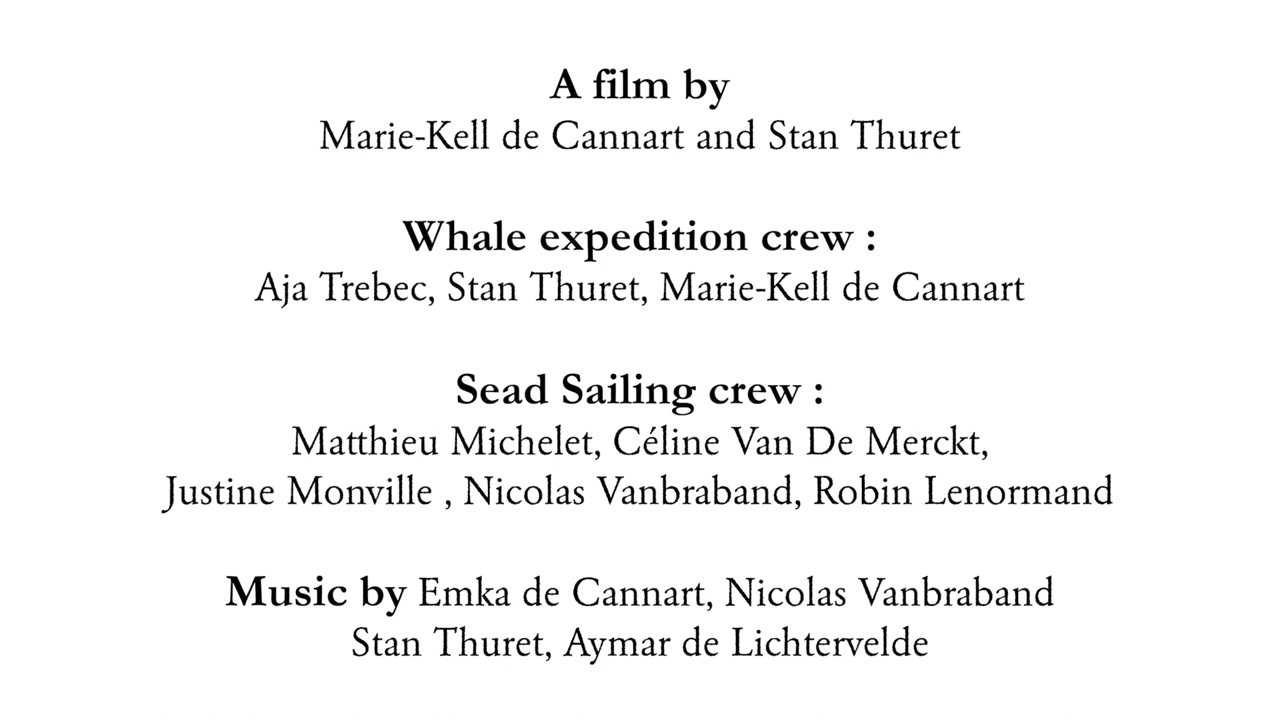 A film by
Marie-Kell de Cannart and Stan Thuret
Whale expedition crew :
Aja Trebec, Stan Thuret, Marie-Kell de Cannart
Sead Sailing crew :
Matthieu Michelet, Céline Van De Merckt,
Justine Monville , Nicolas Vanbraband, Robin Lenormand
Music by Emka de Cannart, Nicolas Vanbraband
Stan Thuret, Aymar de Lichtervelde